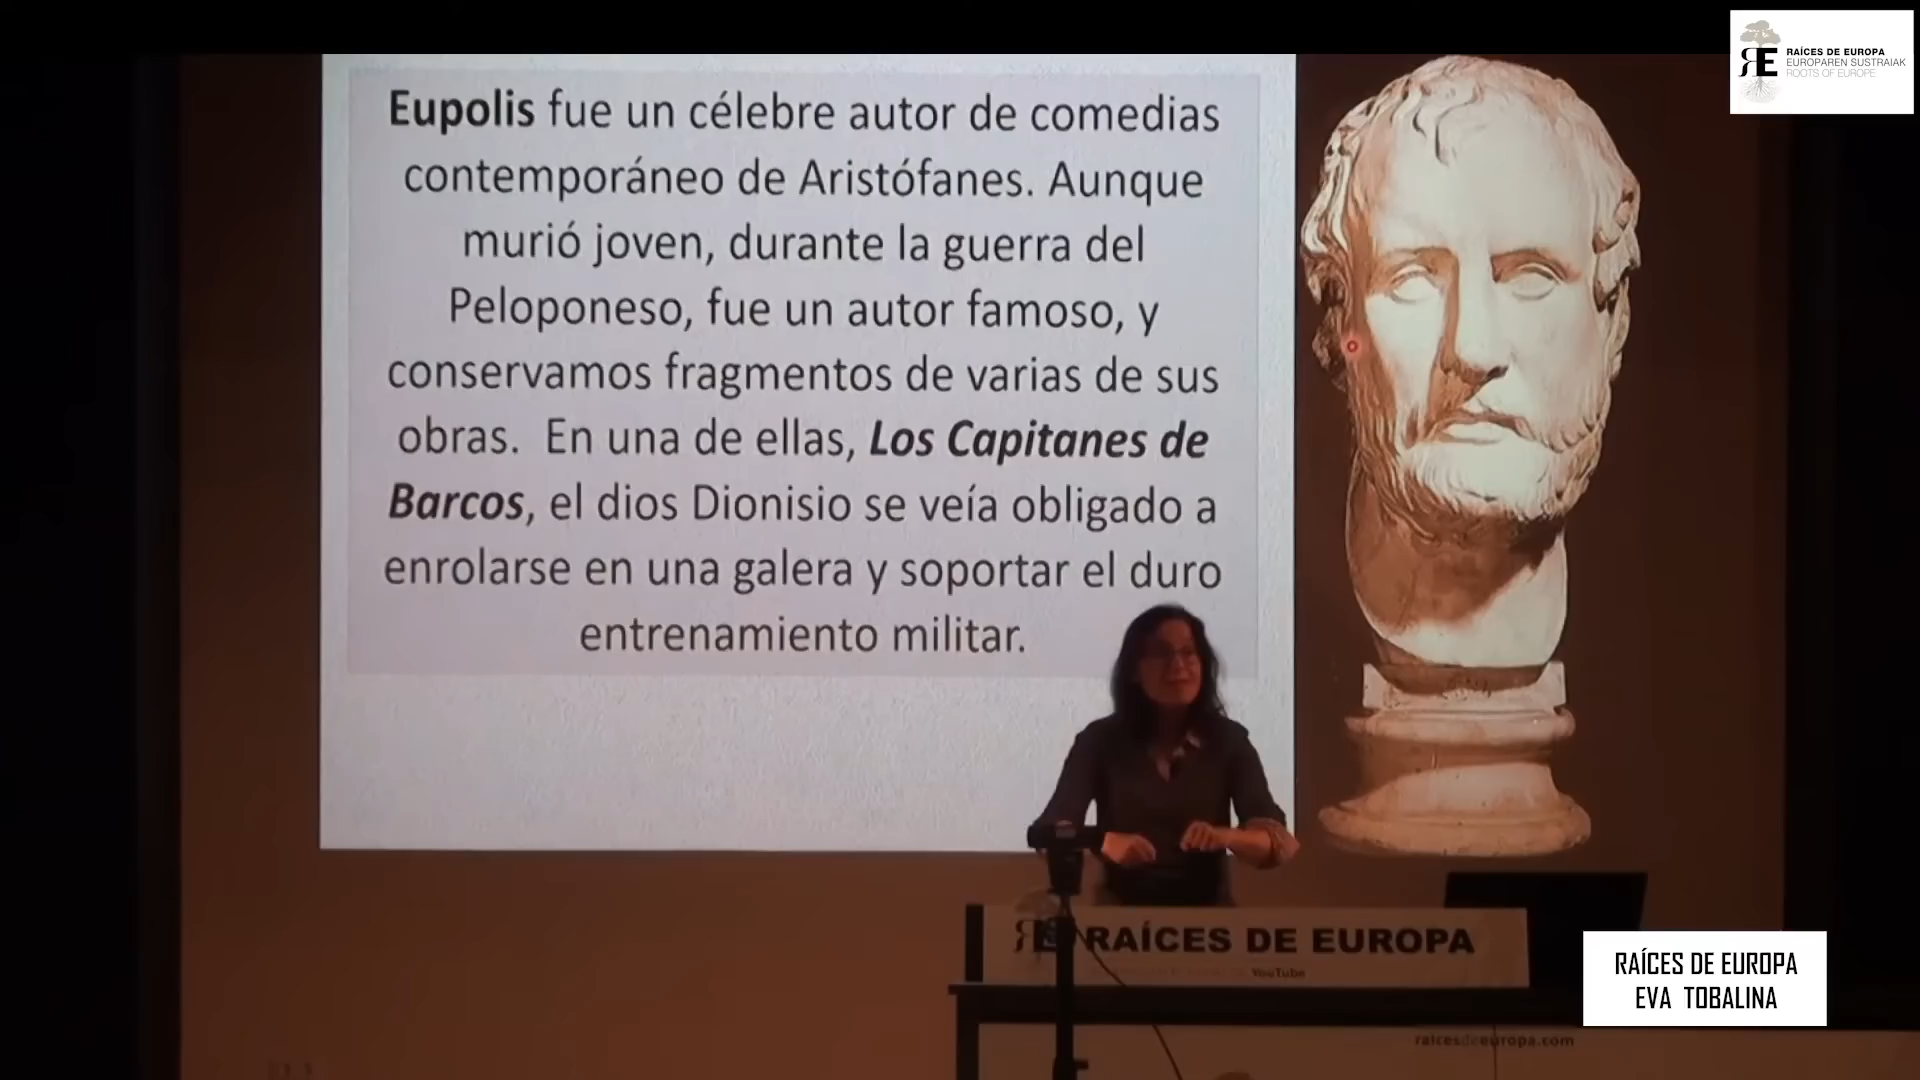 RAÍCES DE EUROPA
EUROPAREN SUSTRAIAK
ROOTS OF EUROPE
Eupolis fue un célebre autor de comedias
contemporáneo de Aristófanes. Aunque
murió joven, durante la guerra del
Peloponeso, fue un autor famoso, y
conservamos fragmentos de varias de sus
obras. En una de ellas, Los Capitanes de
Barcos, el dios Dionisio se veía obligado a
enrolarse en una galera y soportar el duro
entrenamiento militar.
RAÍCES DE EUROPA
YouTube
RAÍCES DE EUROPA
EVA TOBALINA
raicesdeeuropa.com